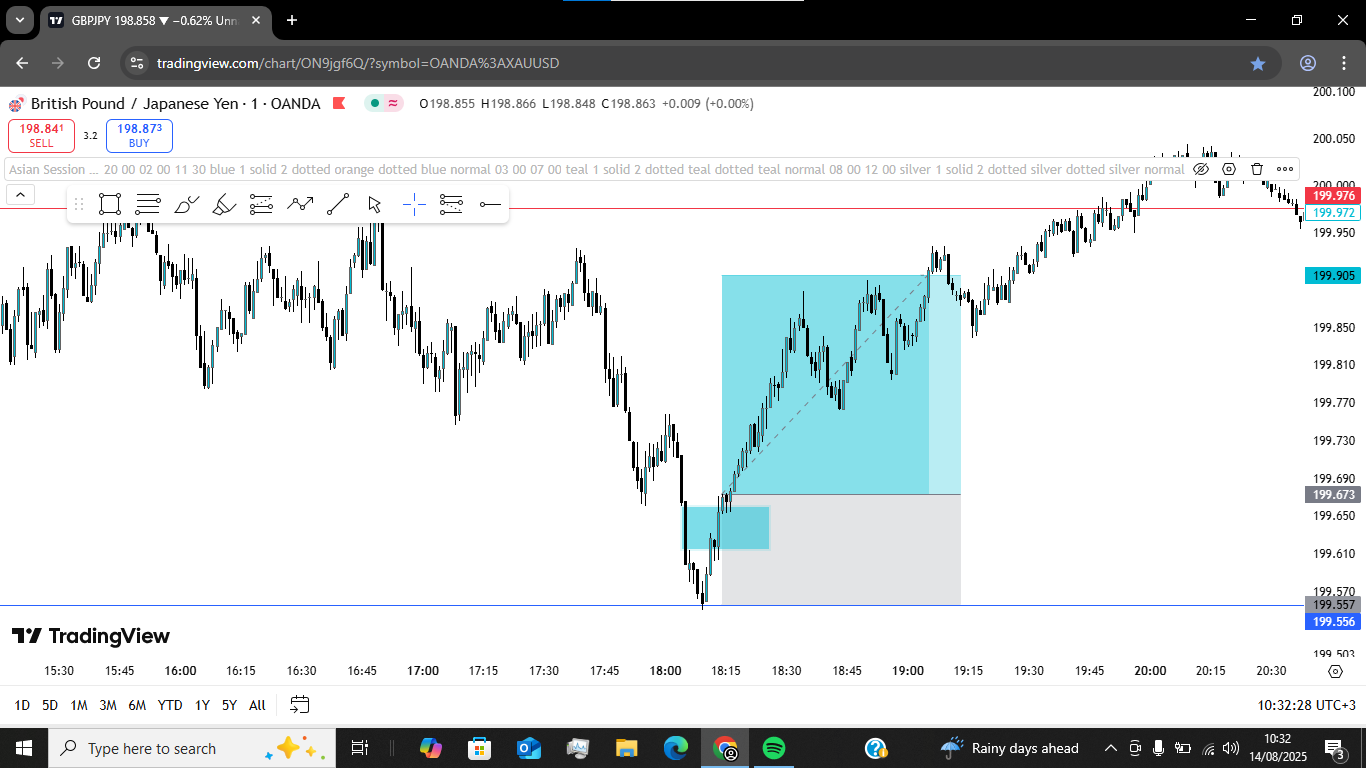 GBPJPY 198.858 ▼ −0.62% Unn
tradingview.com/chart/ON9jgf6Q/?symbol=OANDA%3AXAUUSD
British Pound / Japanese Yen · 1 · OANDA O198.855 H198.866 L198.848 C198.863 +0.009 (+0.00%)
198.841 SELL 3.2 198.873 BUY
Asian Session ... 20 00 02 00 11 30 blue 1 solid 2 dotted orange dotted blue normal 03 00 07 00 teal 1 solid 2 dotted teal dotted teal normal 08 00 12 00 silver 1 solid 2 dotted silver dotted silver normal
200.100
200.050
200.000
199.976
199.972
199.950
199.905
199.850
199.810
199.770
199.730
199.690
199.673
199.650
199.610
199.570
199.557
199.556
199.503
TradingView
15:30 15:45 16:00 16:15 16:30 16:45 17:00 17:15 17:30 17:45 18:00 18:15 18:30 18:45 19:00 19:15 19:30 19:45 20:00 20:15 20:30
1D 5D 1M 3M 6M YTD 1Y 5Y All 10:32:28 UTC+3
Type here to search Rainy days ahead 10:32
14/08/2025 3